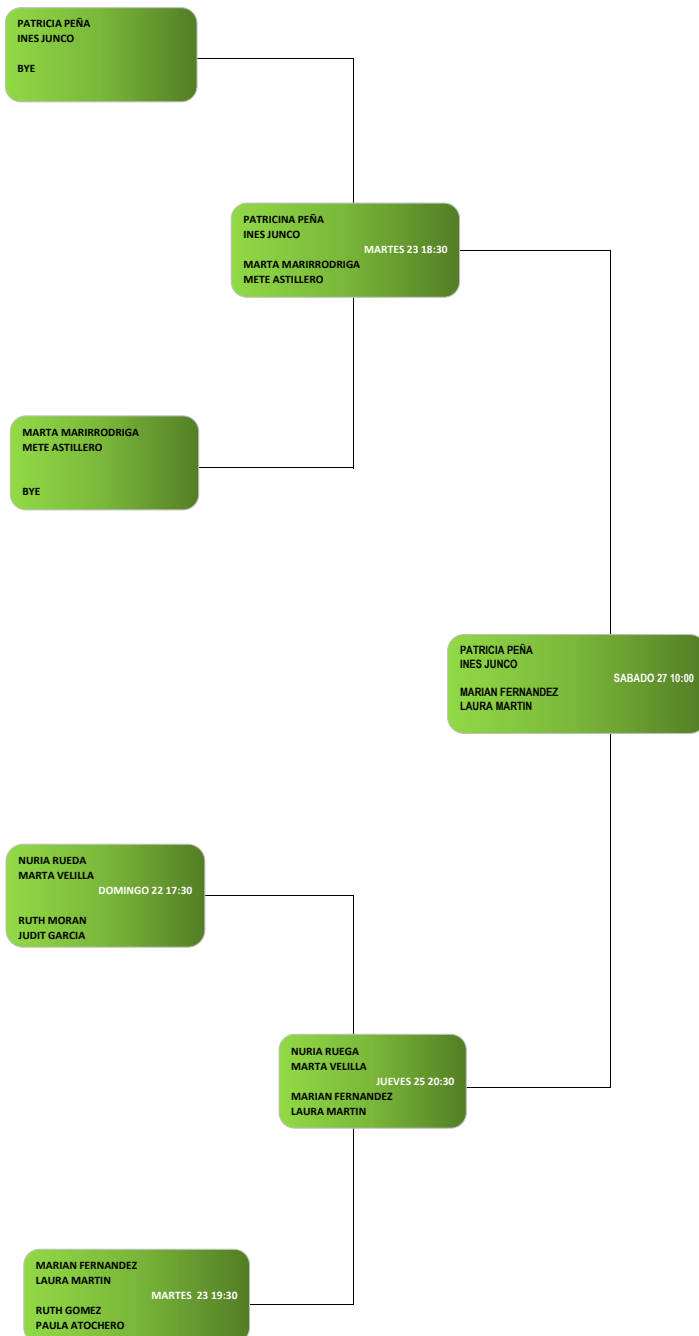 PATRICIA PEÑA
INES JUNCO
BYE
PATRICINA PEÑA
INES JUNCO
MARTES 23 18:30
MARTA MARIRRODRIGA
METE ASTILLERO
MARTA MARIRRODRIGA
METE ASTILLERO
BYE
PATRICIA PEÑA
INES JUNCO
SABADO 27 10:00
MARIAN FERNANDEZ
LAURA MARTIN
NURIA RUEDA
MARTA VELILLA
DOMINGO 22 17:30
RUTH MORAN
JUDIT GARCIA
NURIA RUEGA
MARTA VELILLA
JUEVES 25 20:30
MARIAN FERNANDEZ
LAURA MARTIN
MARIAN FERNANDEZ
LAURA MARTIN
MARTES  23 19:30
RUTH GOMEZ
PAULA ATOCHERO